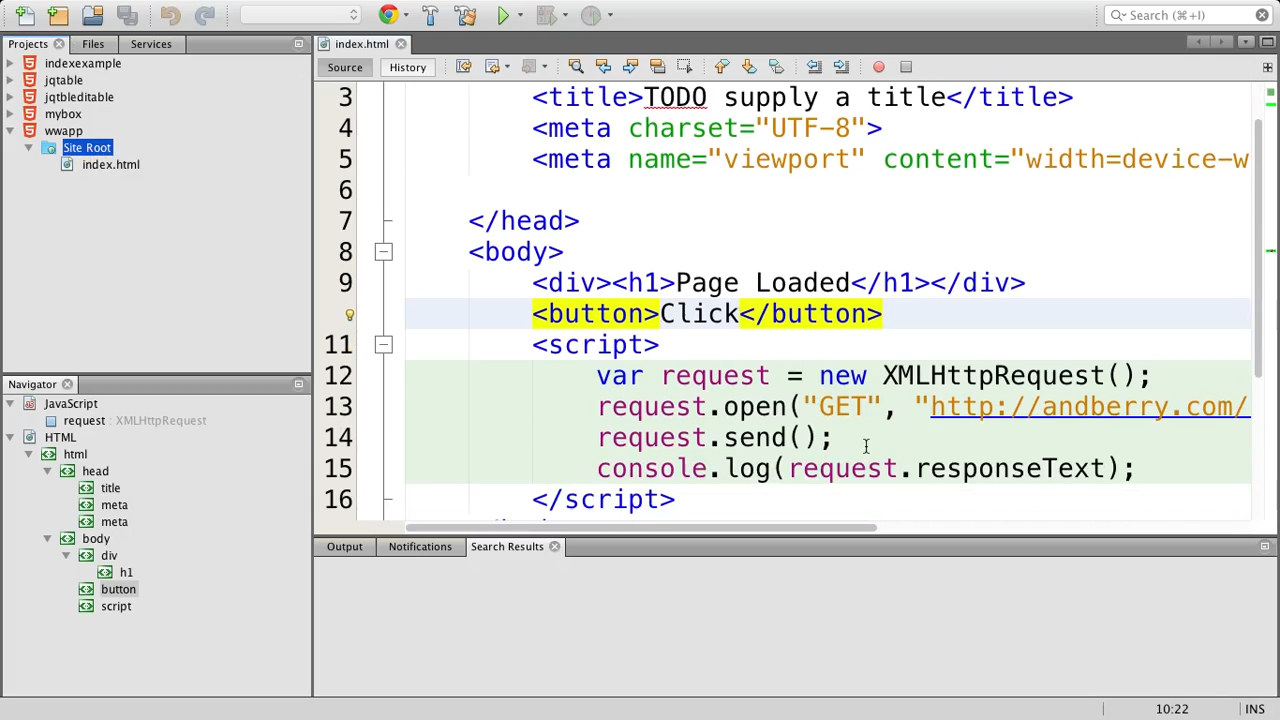 Search (⌘+I)
Projects
Files
Services
index.html
indexexample
jqtable
jqtbleditable
mybox
wwapp
Site Root
index.html
Source
History
3 <title>TODO supply a title</title>
4 <meta charset="UTF-8">
5 <meta name="viewport" content="width=device-w
6
7 </head>
8 <body>
9 <div><h1>Page Loaded</h1></div>
<button>Click</button>
11 <script>
12 var request = new XMLHttpRequest();
13 request.open("GET", "http://andberry.com/
14 request.send();
15 console.log(request.responseText);
16 </script>
Navigator
JavaScript
request : XMLHttpRequest
HTML
html
head
title
meta
meta
body
div
h1
button
script
Output
Notifications
Search Results
10:22
INS